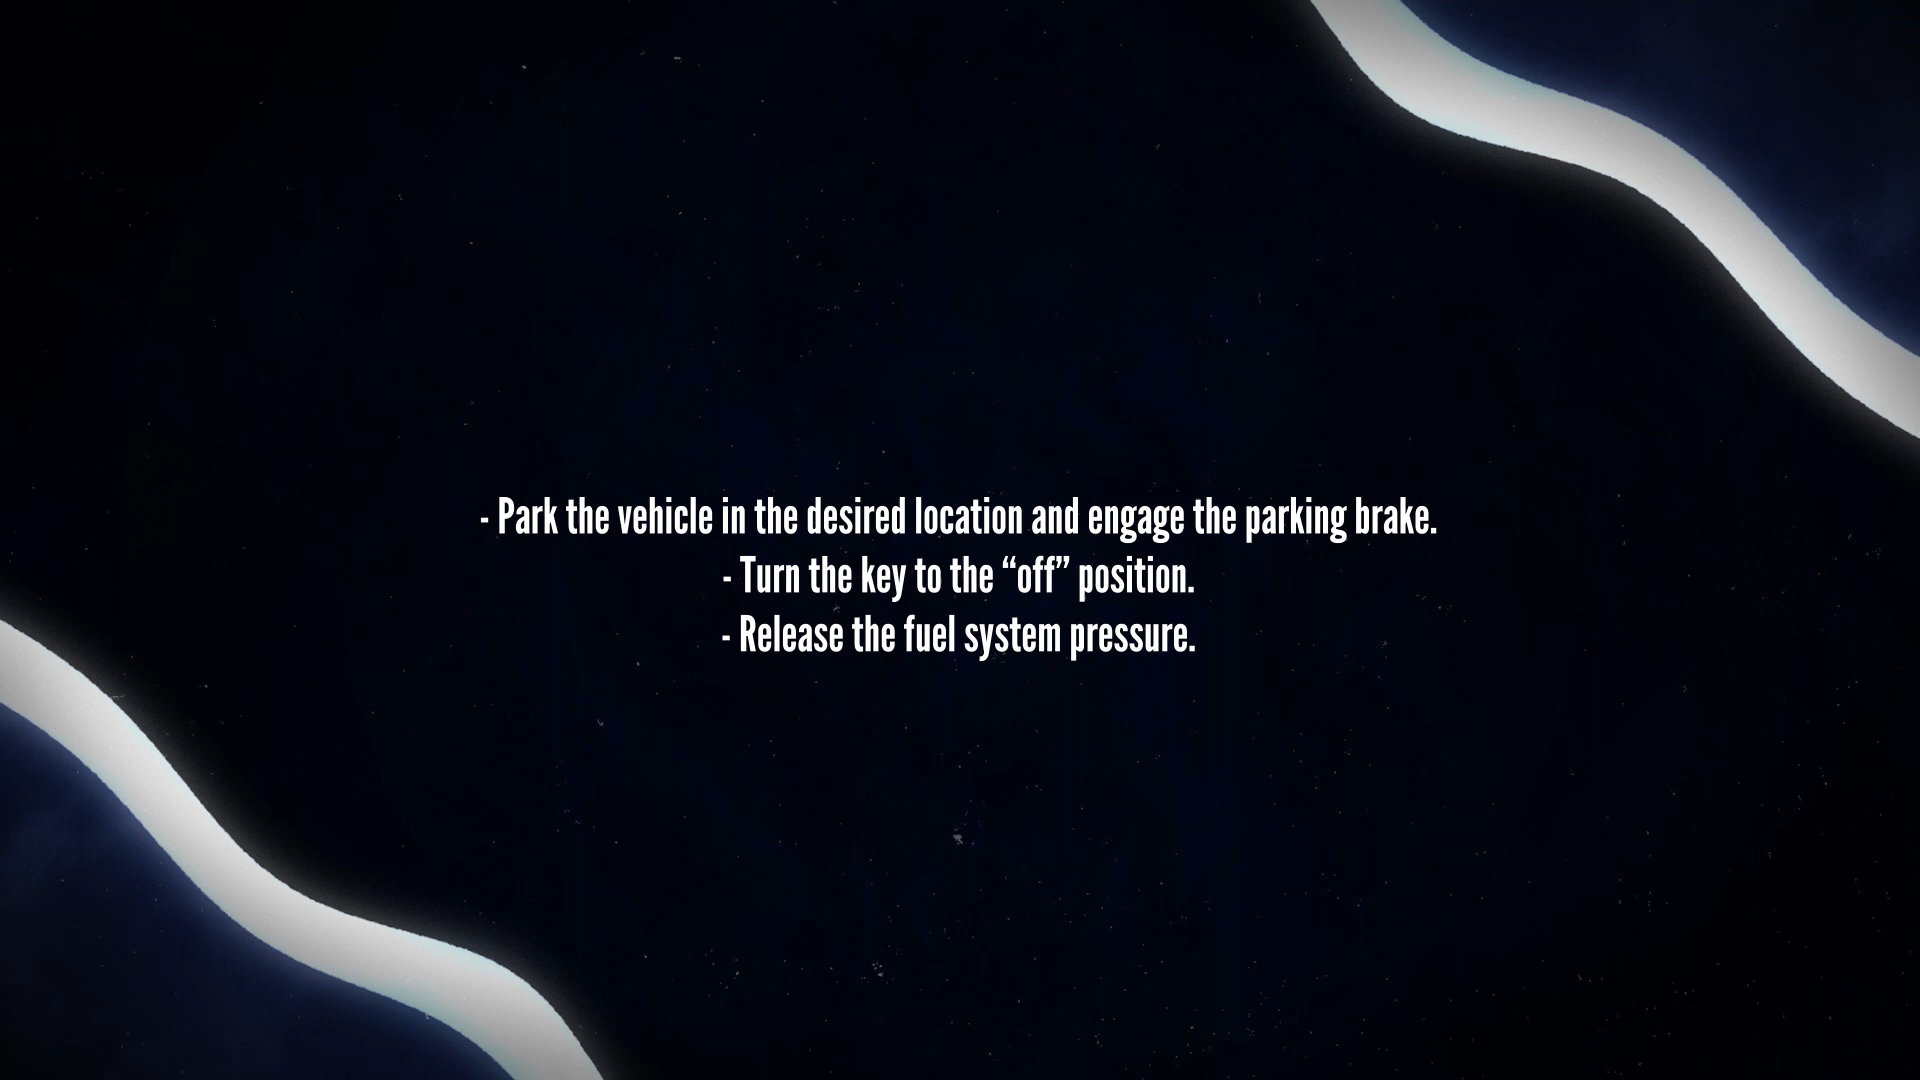 - Park the vehicle in the desired location and engage the parking brake.
- Turn the key to the “off” position.
- Release the fuel system pressure.